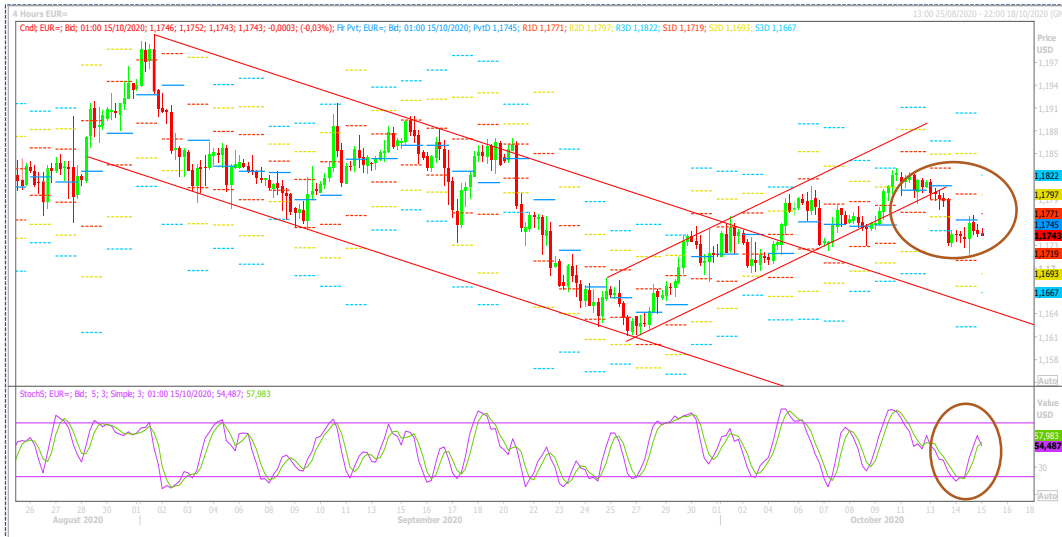 4 Hours EUR=
13:00 25/08/2020 - 22:00 18/10/2020
Cndl; EUR=; Bid; 01:00 15/10/2020; 1,1746; 1,1752; 1,1743; 1,1743; -0,0003; (-0,03%); Flr Pvt; EUR=; Bid; 01:00 15/10/2020; PvtD 1,1745; R1D 1,1771; R2D 1,1797; R3D 1,1822; S1D 1,1719; S2D 1,1693; S3D 1,1667
Price
USD
1,197
1,194
1,191
1,188
1,185
1,182
1,1822
1,1797
1,1771
1,1745
1,1743
1,1719
1,1693
1,1667
1,164
1,161
1,158
Auto
StochS; EUR=; Bid; 5; 3; Simple; 3; 01:00 15/10/2020; 54,487; 57,983
Value
USD
57,983
54,487
30
Auto
26 27 28 31 01 02 03 04 06 07 08 09 10 11 13 14 15 16 17 18 20 21 22 23 24 25 27 28 29 30 01 02 04 05 06 07 08 09 11 12 13 14 15 16 18
August 2020
September 2020
October 2020